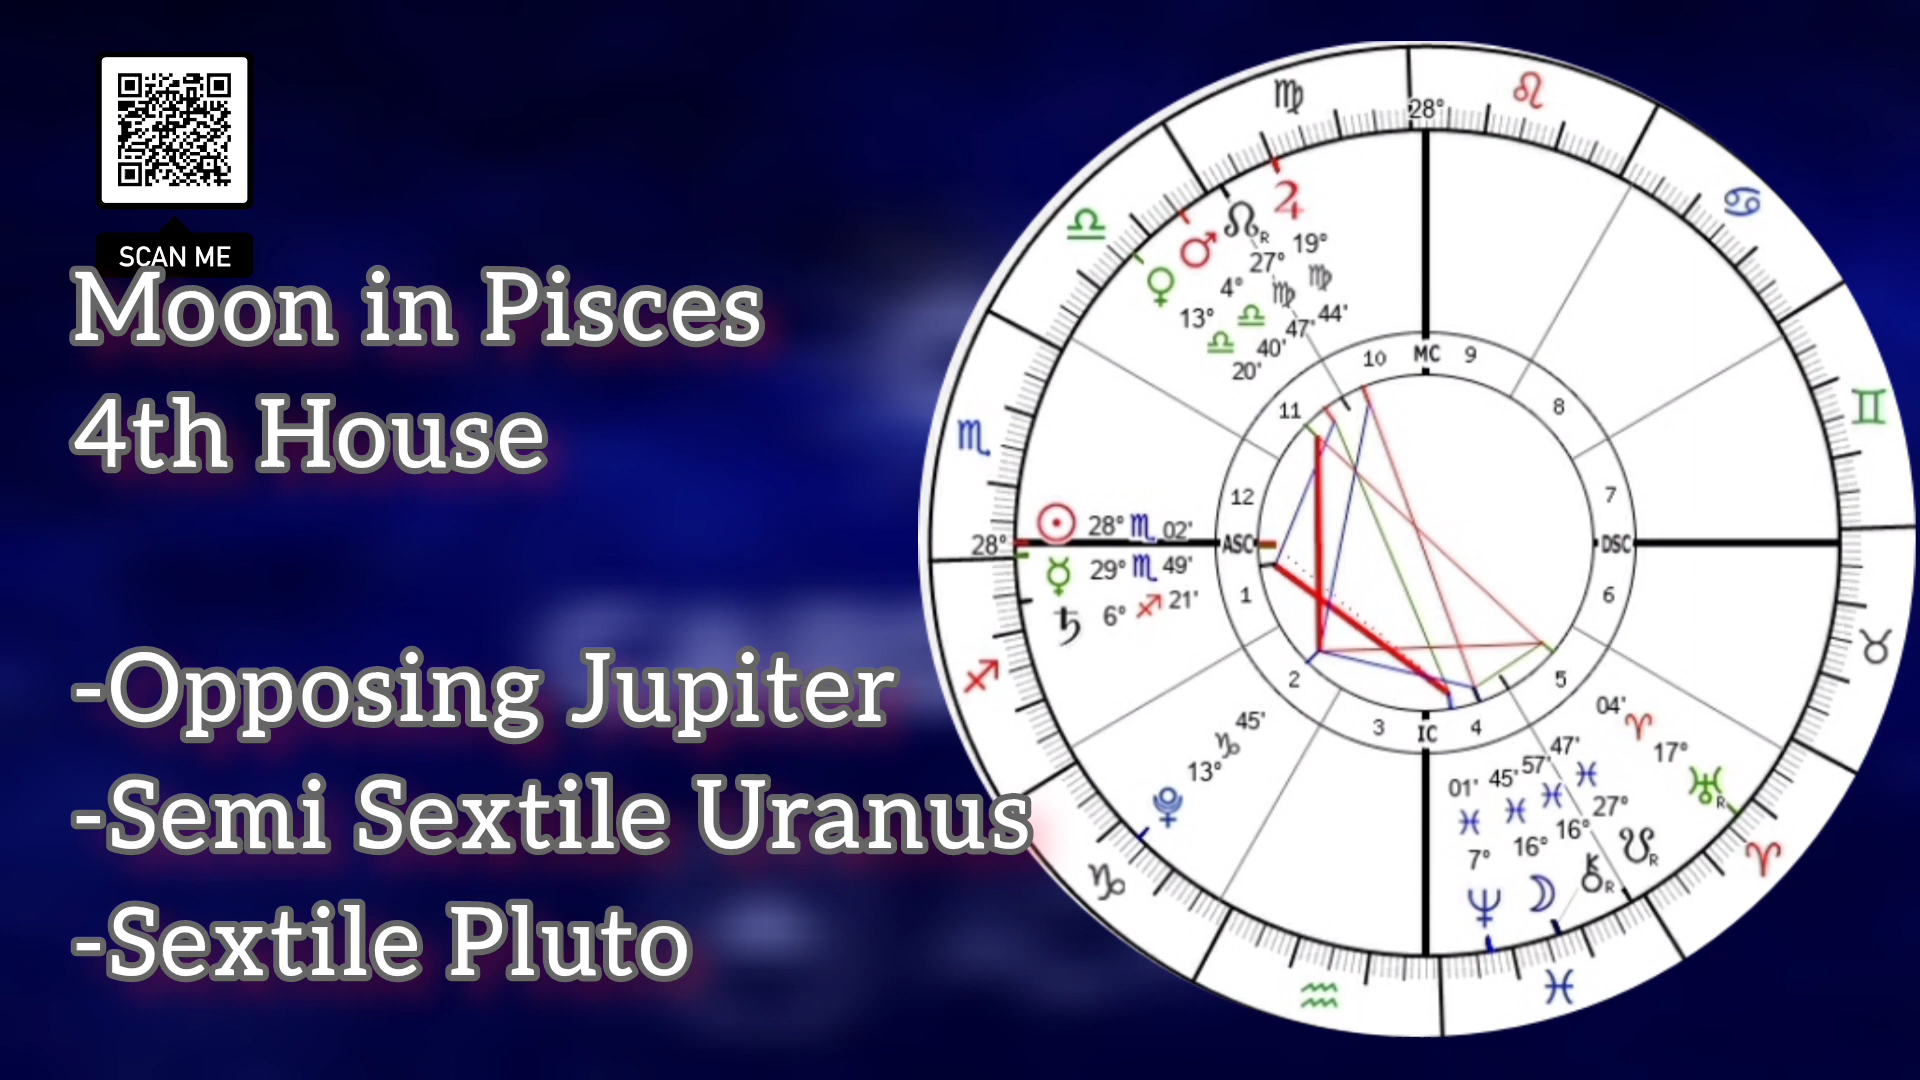 SCAN ME
Moon in Pisces
4th House
-Opposing Jupiter
-Semi Sextile Uranus
-Sextile Pluto
♍
♌
28°
♎
♋
♃
☊R
♂
♀
19°
27° ♍
4° ♍
13° ♎ 44'
♎ 47'
40'
20'
♊
10 MC 9
11
8
♏
12
7
☉ 28° ♏ 02'
28°
ASC
DSC
☿ 29° ♏ 49'
♄ 6° ♐ 21'
1
6
♉
♐
2
5
3 IC 4
45'
♑
13°
♇
04'
♈
17°
♅R
47'
57' ♓
45' ♓ 27°
01' ♓ 16° ☋R
♓ 16° ⚷R
7° ☽
♆
♑
♈
♒
♓